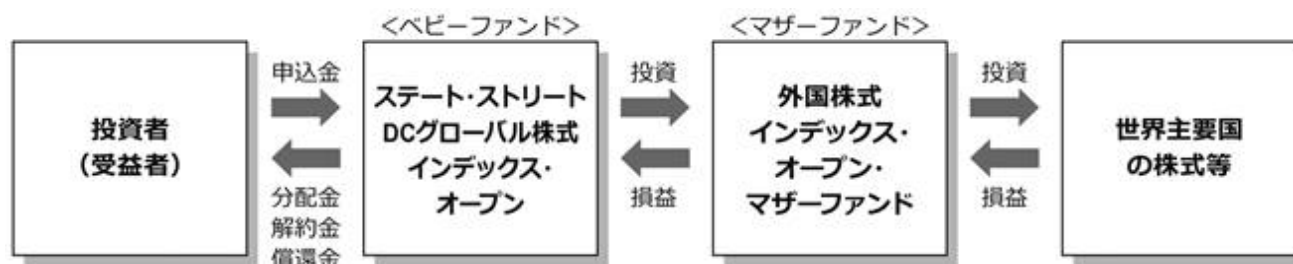 <ベビーファンド>
<マザーファンド>
投資者
(受益者)
申込金
分配金
解約金
償還金
ステート・ストリート
DCグローバル株式
インデックス・
オープン
投資
損益
外国株式
インデックス・
オープン・
マザーファンド
投資
損益
世界主要国
の株式等